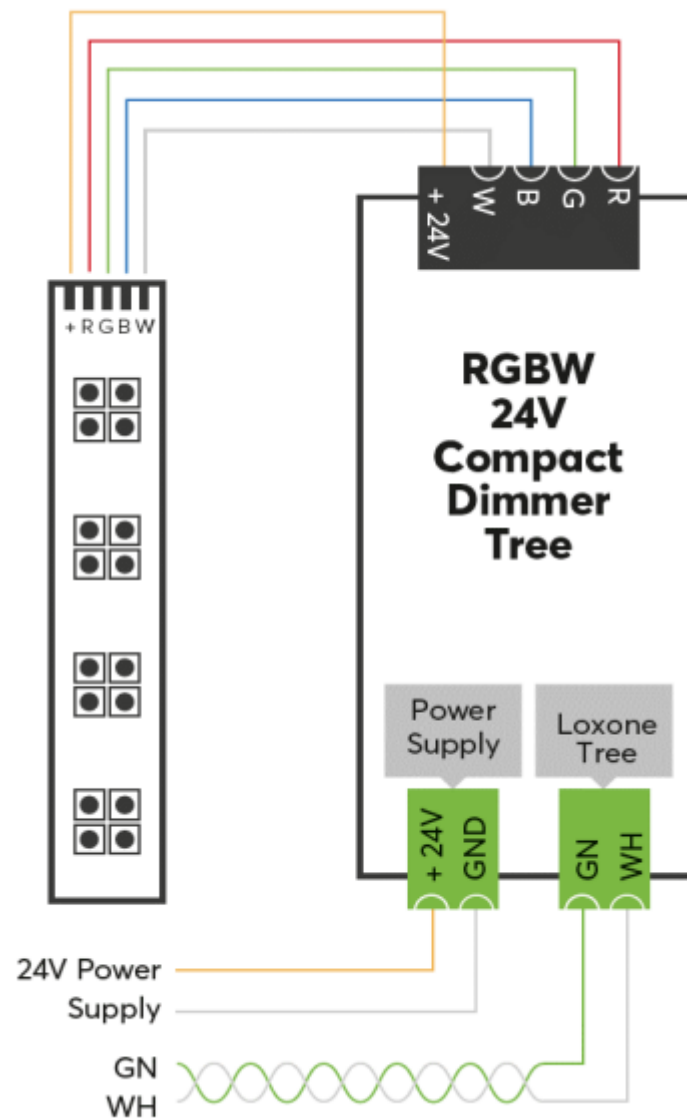 + 24V
W
B
G
R
+ R G B W
RGBW
24V
Compact
Dimmer
Tree
Power
Supply
Loxone
Tree
+ 24V
GND
GN
WH
24V Power
Supply
GN
WH